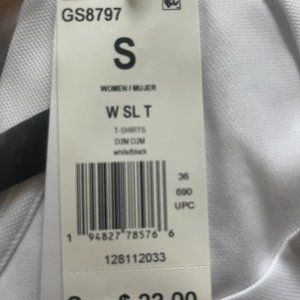 GS8797
S
WOMEN / MUJER
W SL T
T-SHIRTS
D2M D2M
white/black
36
690
UPC
1 94827 78576 6
128112033